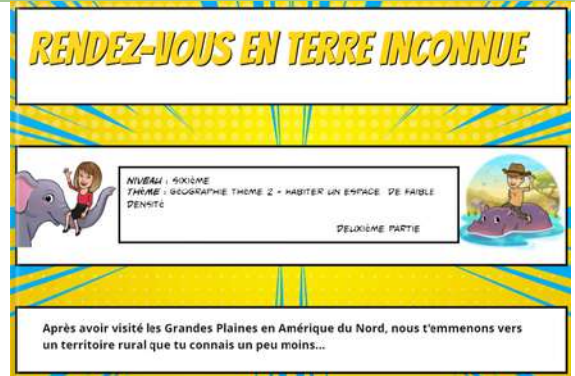 RENDEZ-VOUS EN TERRE INCONNUE
NIVEAU : SIXIÈME
THÈME : GÉOGRAPHIE THÈME 2 - HABITER UN ESPACE DE FAIBLE
DENSITÉ
DEUXIÈME PARTIE
Après avoir visité les Grandes Plaines en Amérique du Nord, nous t'emmenons vers
un territoire rural que tu connais un peu moins...